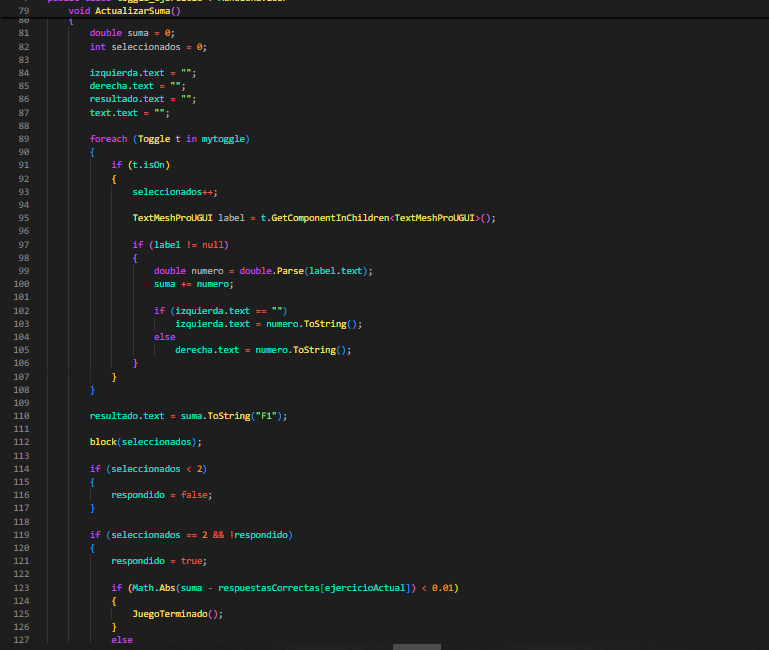 79 void ActualizarSuma()
80 {
81 double suma = 0;
82 int seleccionados = 0;
83
84 izquierda.text = "";
85 derecha.text = "";
86 resultado.text = "";
87 text.text = "";
88
89 foreach (Toggle t in mytoggle)
90 {
91 if (t.isOn)
92 {
93 seleccionados++;
94
95 TextMeshProUGUI label = t.GetComponentInChildren<TextMeshProUGUI>();
96
97 if (label != null)
98 {
99 double numero = double.Parse(label.text);
100 suma += numero;
101
102 if (izquierda.text == "")
103 izquierda.text = numero.ToString();
104 else
105 derecha.text = numero.ToString();
106 }
107 }
108 }
109
110 resultado.text = suma.ToString("F1");
111
112 block(seleccionados);
113
114 if (seleccionados < 2)
115 {
116 respondido = false;
117 }
118
119 if (seleccionados == 2 && !respondido)
120 {
121 respondido = true;
122
123 if (Math.Abs(suma - respuestasCorrectas[ejercicioActual]) < 0.01)
124 {
125 JuegoTerminado();
126 }
127 else